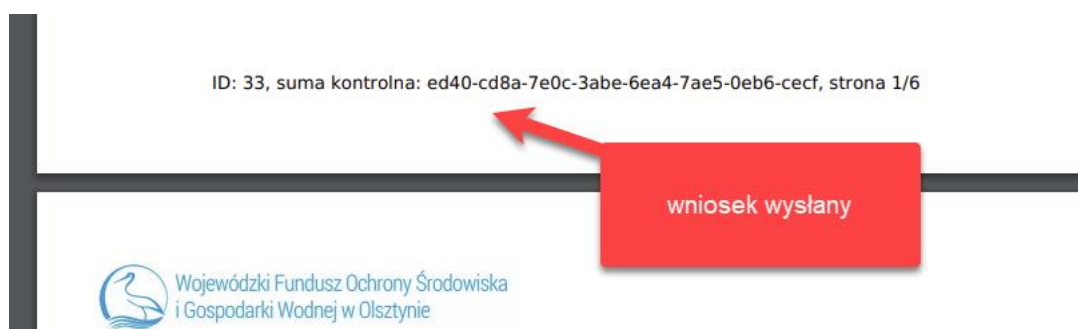 ID: 33, suma kontrolna: ed40-cd8a-7e0c-3abe-6ea4-7ae5-0eb6-cecf, strona 1/6
wniosek wysłany
Wojewódzki Fundusz Ochrony Środowiska
i Gospodarki Wodnej w Olsztynie